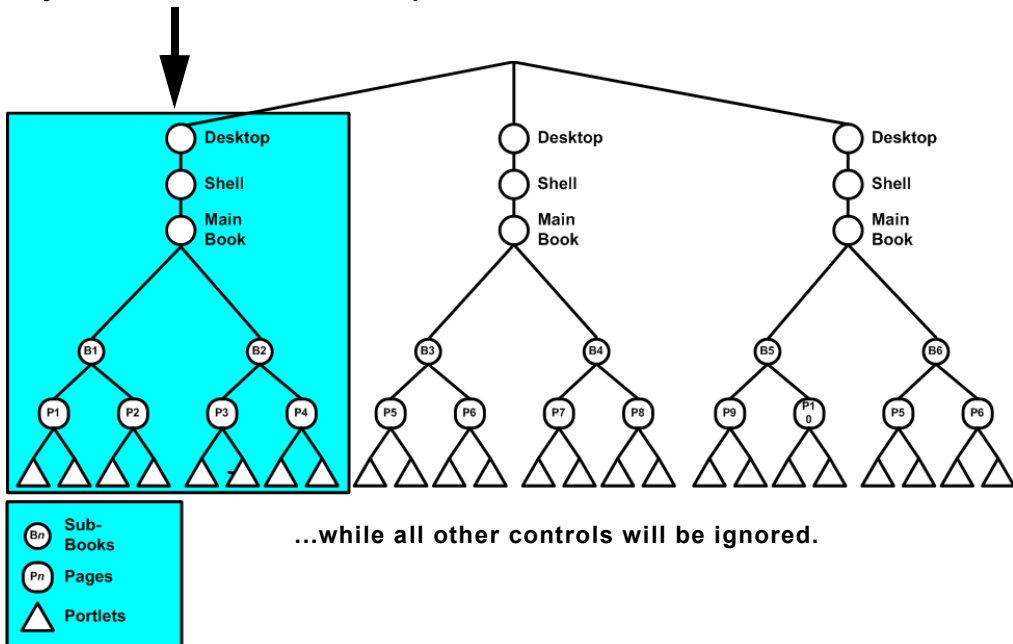 Desktop
Desktop
Desktop
Shell
Shell
Shell
Main
Book
Main
Book
Main
Book
B1
B2
B3
B4
B5
B6
P1
P2
P3
P4
P5
P6
P7
P8
P9
P1
0
P5
P6
Bn
Sub-
Books
Pn
Pages
Portlets
...while all other controls will be ignored.